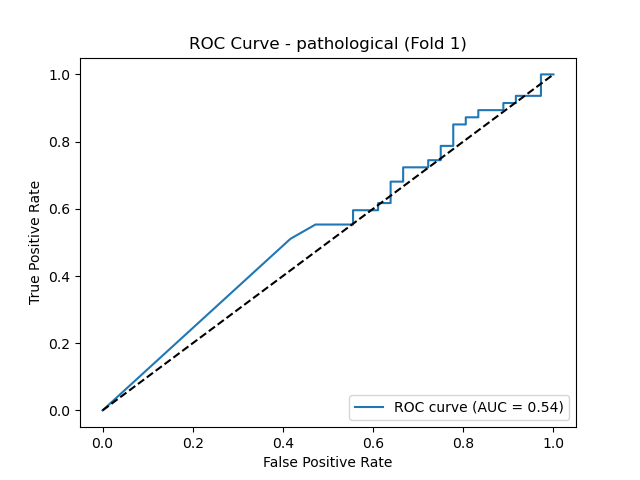 ROC Curve - pathological (Fold 1)
True Positive Rate
1.0
0.8
0.6
0.4
0.2
0.0
ROC curve (AUC = 0.54)
0.0 0.2 0.4 0.6 0.8 1.0
False Positive Rate